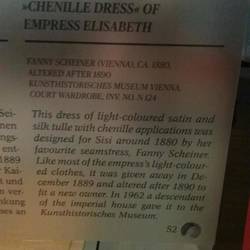 »CHENILLE DRESS« OF
EMPRESS ELISABETH
FANNY SCHEINER (VIENNA), CA. 1880,
ALTERED AFTER 1890
KUNSTHISTORISCHES MUSEUM VIENNA,
COURT WARDROBE, INV. NO. N 124
This dress of light-coloured satin and
silk tulle with chenille applications was
designed for Sisi around 1880 by her
favourite seamstress, Fanny Scheiner.
Like most of the empress's light-colour-
ed clothes, it was given away in De-
cember 1889 and altered after 1890 to
fit a new owner. In 1962 a descendant
of the imperial house gave it to the
Kunsthistorisches Museum.
52